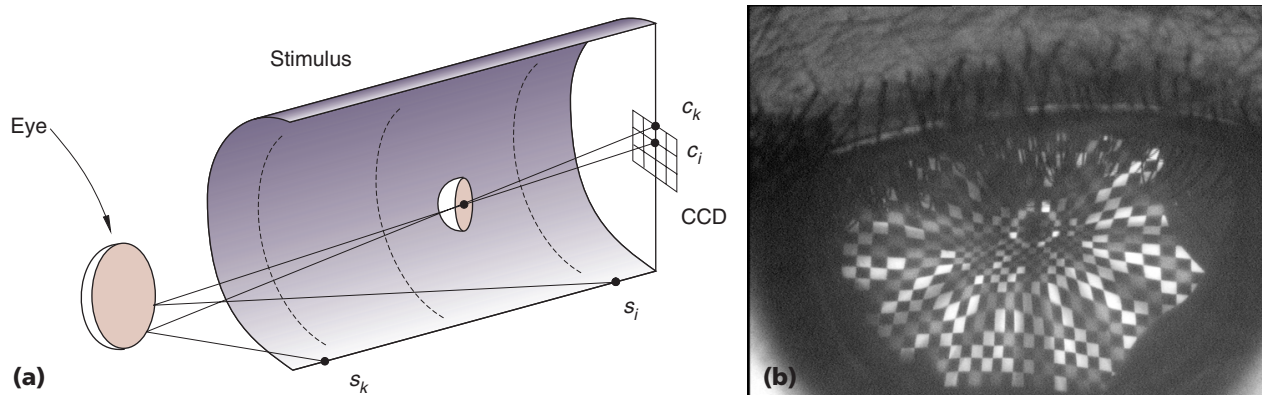 Stimulus
Eye
c_k
c_i
CCD
s_i
s_k
(a)
(b)